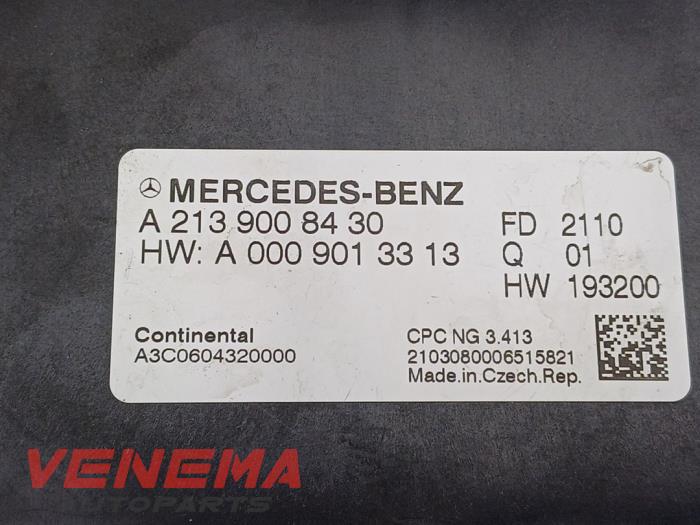 MERCEDES-BENZ
A 213 900 84 30 FD 2110
HW: A 000 901 33 13 Q 01
HW 193200
Continental CPC NG 3.413
A3C0604320000 2103080006515821
Made.in.Czech.Rep.
VENEMA
AUTOPARTS